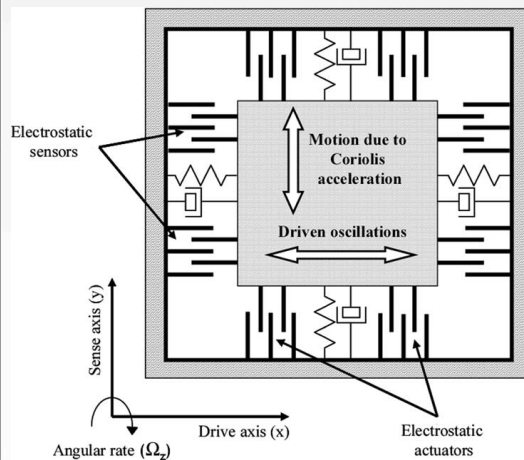 Electrostatic
sensors
Motion due to
Coriolis
acceleration
Driven oscillations
Sense axis (y)
Drive axis (x)
Angular rate (Ωz)
Electrostatic
actuators